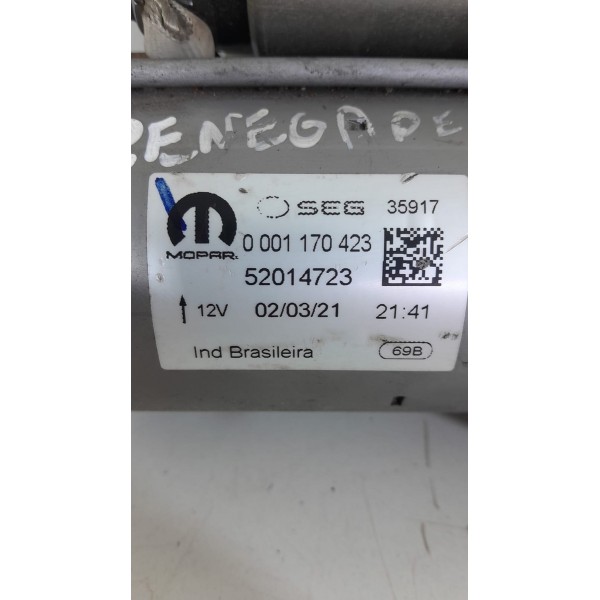 RENEGADE
SEG 35917
MOPAR 0 001 170 423
52014723
12V 02/03/21 21:41
Ind Brasileira 69B